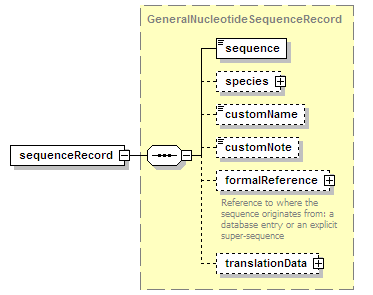 GeneralNucleotideSequenceRecord
sequence
species
customName
customNote
sequenceRecord
formalReference
Reference to where the
sequence originates from: a
database entry or an explicit
super-sequence
translationData